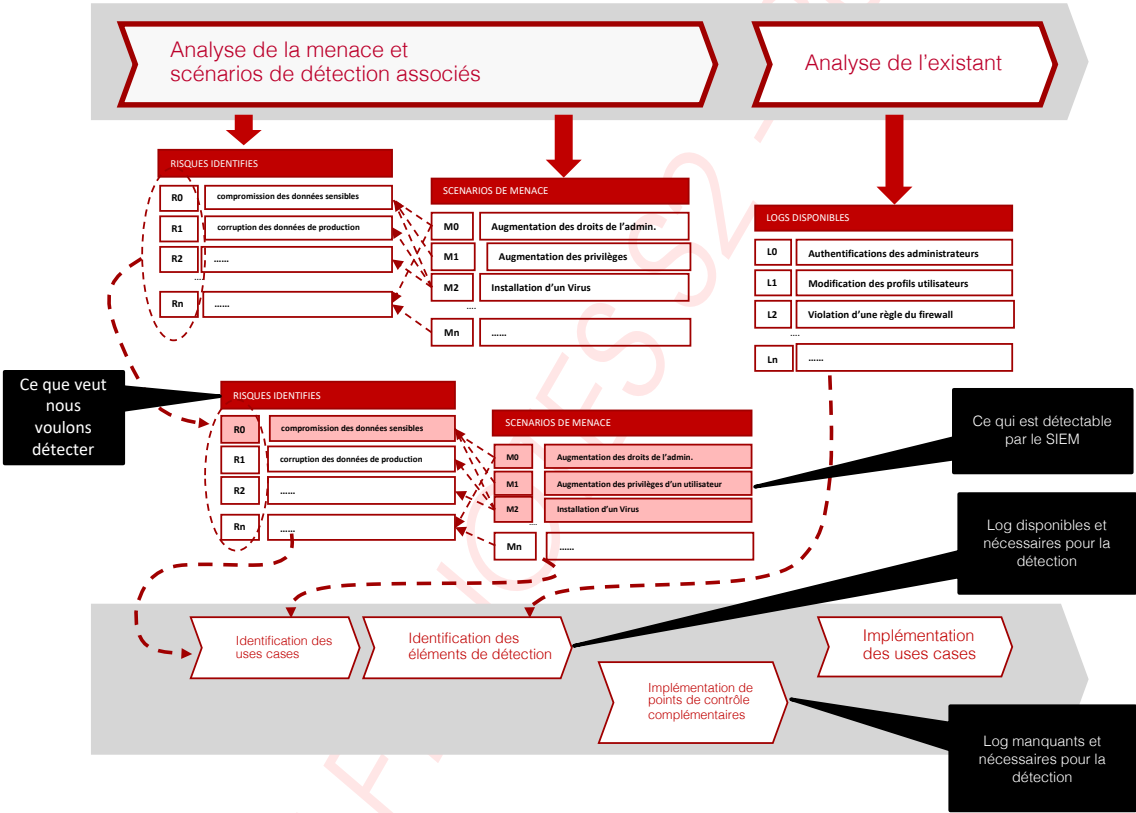 Analyse de la menace et
scénarios de détection associés
Analyse de l'existant
RISQUES IDENTIFIES
R0 compromission des données sensibles
R1 corruption des données de production
R2 ......
....
Rn ......
SCENARIOS DE MENACE
M0 Augmentation des droits de l'admin.
M1 Augmentation des privilèges
M2 Installation d'un Virus
....
Mn ......
LOGS DISPONIBLES
L0 Authentifications des administrateurs
L1 Modification des profils utilisateurs
L2 Violation d'une règle du firewall
....
Ln ......
Ce que veut
nous
voulons
détecter
RISQUES IDENTIFIES
R0 compromission des données sensibles
R1 corruption des données de production
R2 ......
Rn ......
SCENARIOS DE MENACE
M0 Augmentation des droits de l'admin.
M1 Augmentation des privilèges d'un utilisateur
M2 Installation d'un Virus
....
Mn ......
Ce qui est détectable
par le SIEM
Log disponibles et
nécessaires pour la
détection
Identification des
uses cases
Identification des
éléments de détection
Implémentation de
points de contrôle
complémentaires
Implémentation
des uses cases
Log manquants et
nécessaires pour la
détection